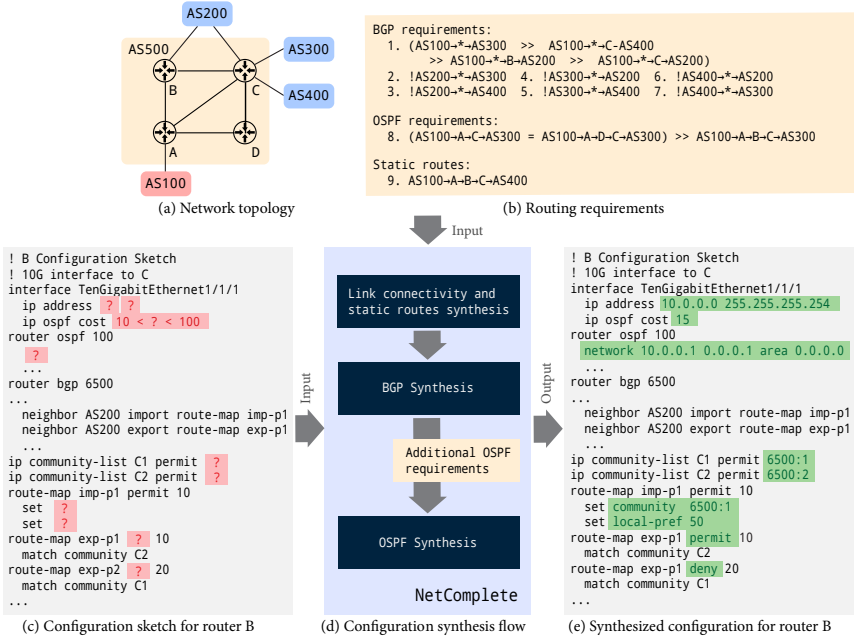 AS200
AS500
AS300
AS400
B
C
A
D
AS100
(a) Network topology
BGP requirements:
1. (AS100→*→AS300 >> AS100→*→C-AS400
>> AS100→*→B→AS200 >> AS100→*→C→AS200)
2. !AS200→*→AS300 4. !AS300→*→AS200 6. !AS400→*→AS200
3. !AS200→*→AS400 5. !AS300→*→AS400 7. !AS400→*→AS300
OSPF requirements:
8. (AS100→A→C→AS300 = AS100→A→D→C→AS300) >> AS100→A→B→C→AS300
Static routes:
9. AS100→A→B→C→AS400
(b) Routing requirements
Input
! B Configuration Sketch
! 10G interface to C
interface TenGigabitEthernet1/1/1
ip address ? ?
ip ospf cost 10 < ? < 100
router ospf 100
?
...
router bgp 6500
...
neighbor AS200 import route-map imp-p1
neighbor AS200 export route-map exp-p1
...
ip community-list C1 permit ?
ip community-list C2 permit ?
route-map imp-p1 permit 10
set ?
set ?
route-map exp-p1 ? 10
match community C2
route-map exp-p2 ? 20
match community C1
...
(c) Configuration sketch for router B
Input
Link connectivity and
static routes synthesis
BGP Synthesis
Additional OSPF
requirements
OSPF Synthesis
NetComplete
(d) Configuration synthesis flow
Output
! B Configuration Sketch
! 10G interface to C
interface TenGigabitEthernet1/1/1
ip address 10.0.0.0 255.255.255.254
ip ospf cost 15
router ospf 100
network 10.0.0.1 0.0.0.1 area 0.0.0.0
...
router bgp 6500
...
neighbor AS200 import route-map imp-p1
neighbor AS200 export route-map exp-p1
...
ip community-list C1 permit 6500:1
ip community-list C2 permit 6500:2
route-map imp-p1 permit 10
set community 6500:1
set local-pref 50
route-map exp-p1 permit 10
match community C2
route-map exp-p1 deny 20
match community C1
...
(e) Synthesized configuration for router B